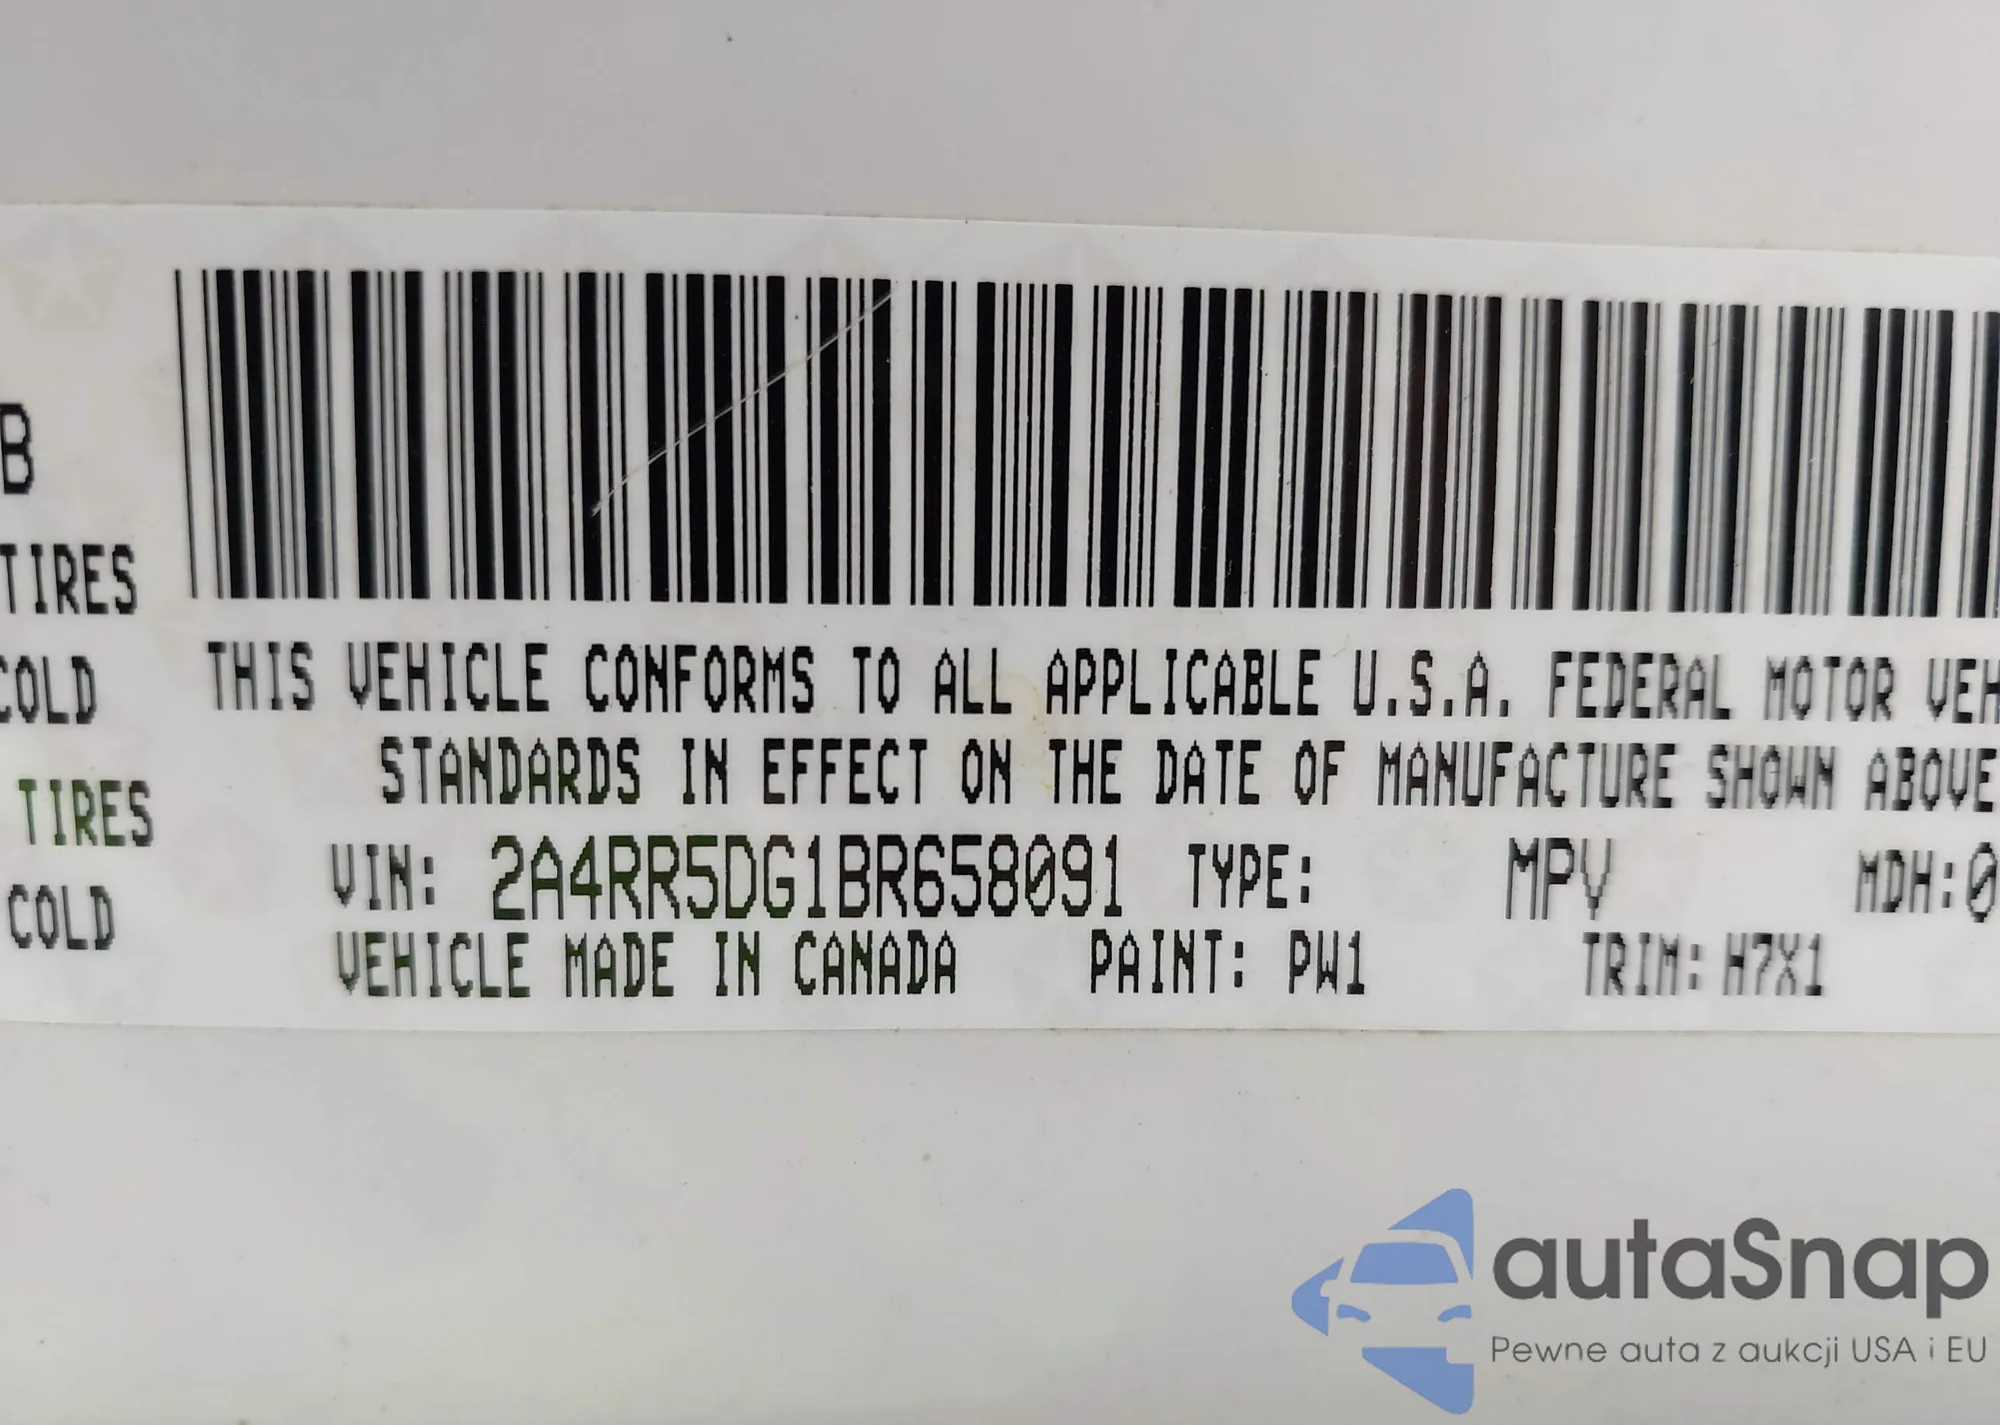 B
TIRES
COLD
TIRES
COLD
THIS VEHICLE CONFORMS TO ALL APPLICABLE U.S.A. FEDERAL MOTOR VEH
STANDARDS IN EFFECT ON THE DATE OF MANUFACTURE SHOWN ABOVE
VIN: 2A4RR5DG1BR658091 TYPE: MPV MDH:0
VEHICLE MADE IN CANADA PAINT: PW1 TRIM: H7X1
autaSnap
Pewne auta z aukcji USA i EU